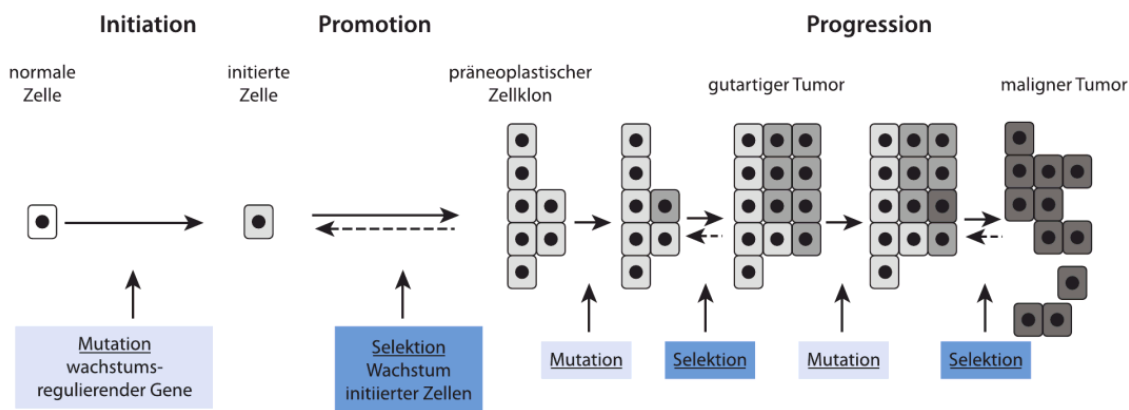 Initiation
Promotion
Progression
normale
Zelle
initierte
Zelle
präneoplastischer
Zellklon
gutartiger Tumor
maligner Tumor
Mutation
wachstums-
regulierender Gene
Selektion
Wachstum
initiierter Zellen
Mutation
Selektion
Mutation
Selektion